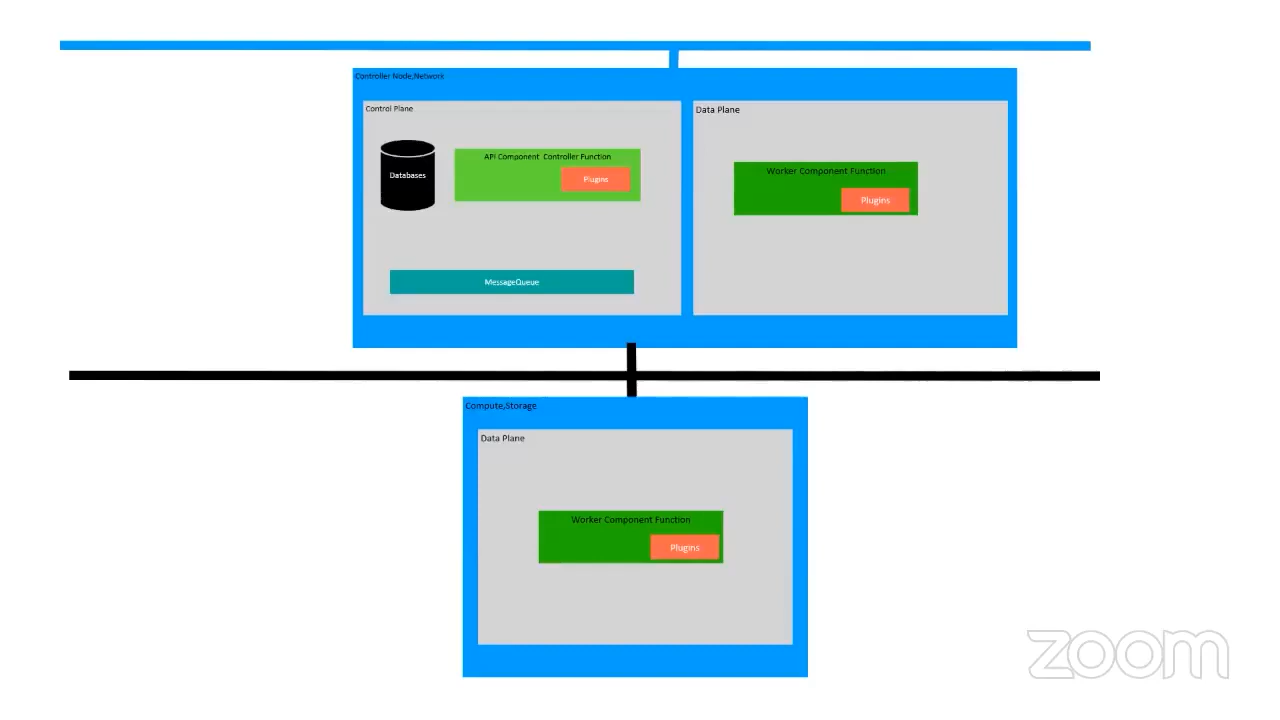 Controller Node,Network
Control Plane
Data Plane
API Component Controller Function
Plugins
Databases
Worker Component Function
Plugins
MessageQueue
Compute,Storage
Data Plane
Worker Component Function
Plugins
zoom